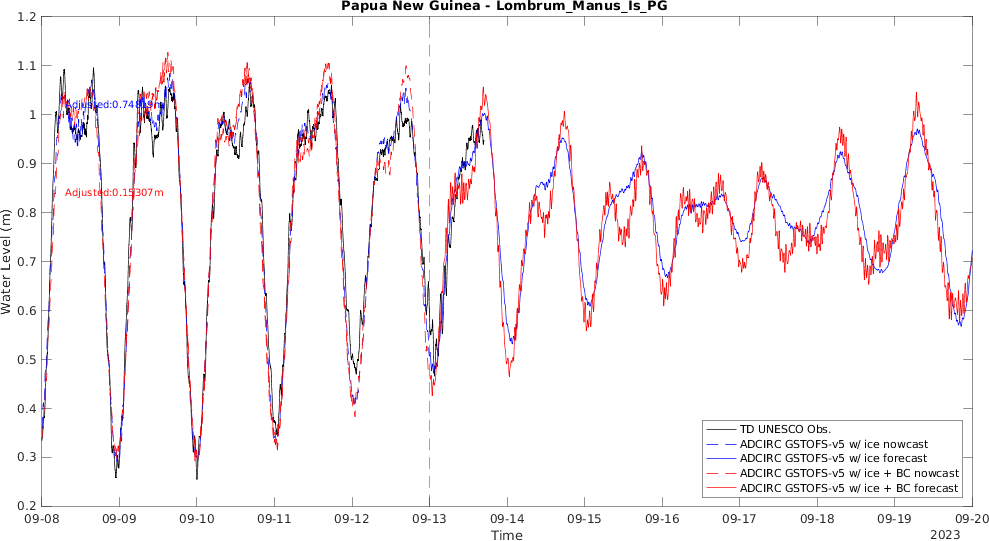 Papua New Guinea - Lombrum_Manus_Is_PG
1.2
1.1
1
0.9
0.8
0.7
0.6
0.5
0.4
0.3
0.2
Water Level (m)
Adjusted:0.15307m
TD UNESCO Obs.
ADCIRC GSTOFS-v5 w/ ice nowcast
ADCIRC GSTOFS-v5 w/ ice forecast
ADCIRC GSTOFS-v5 w/ ice + BC nowcast
ADCIRC GSTOFS-v5 w/ ice + BC forecast
09-08 09-09 09-10 09-11 09-12 09-13 09-14 09-15 09-16 09-17 09-18 09-19 09-20
Time
2023